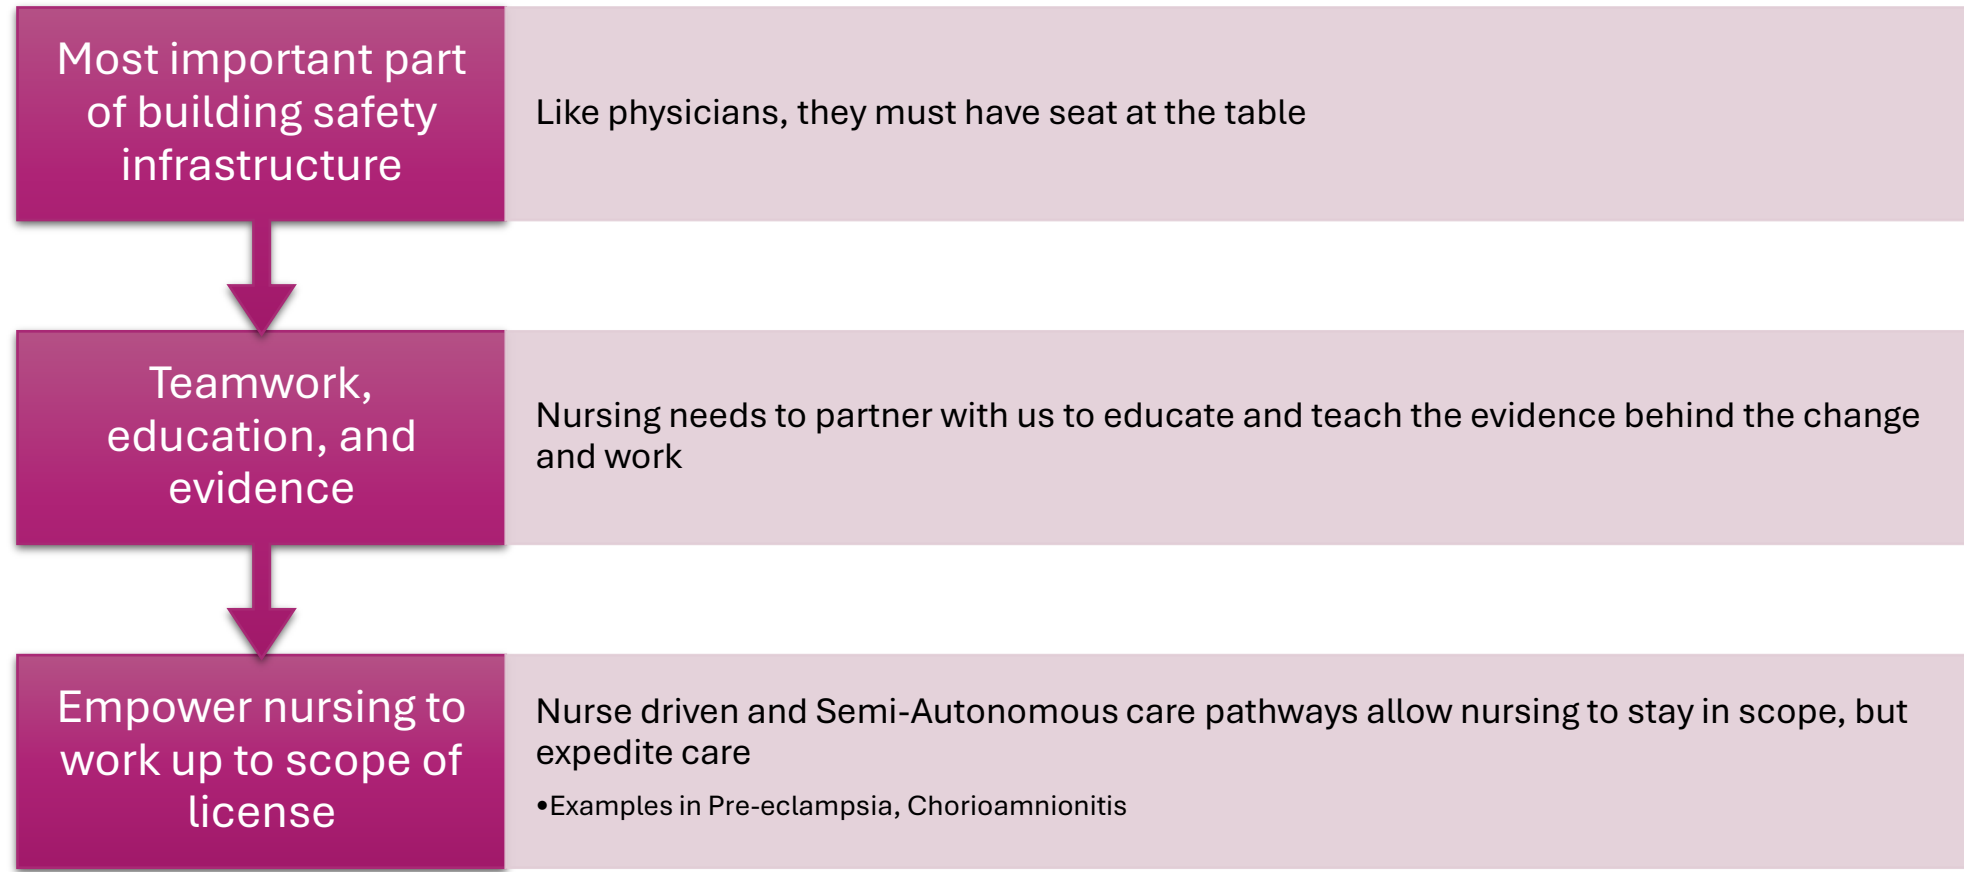 Most important part
of building safety
infrastructure
Like physicians, they must have seat at the table
Teamwork,
education, and
evidence
Nursing needs to partner with us to educate and teach the evidence behind the change
and work
Empower nursing to
work up to scope of
license
Nurse driven and Semi-Autonomous care pathways allow nursing to stay in scope, but
expedite care
•Examples in Pre-eclampsia, Chorioamnionitis